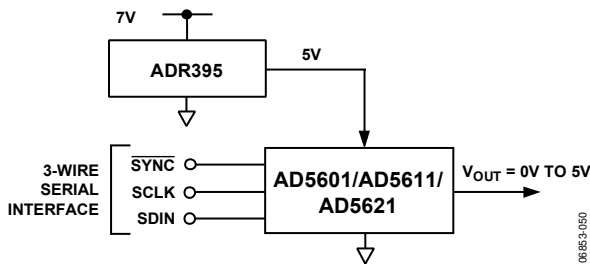 7V
ADR395
5V
3-WIRE
SERIAL
INTERFACE
SYNC
SCLK
SDIN
AD5601/AD5611/
AD5621
VOUT = 0V TO 5V
06853-050